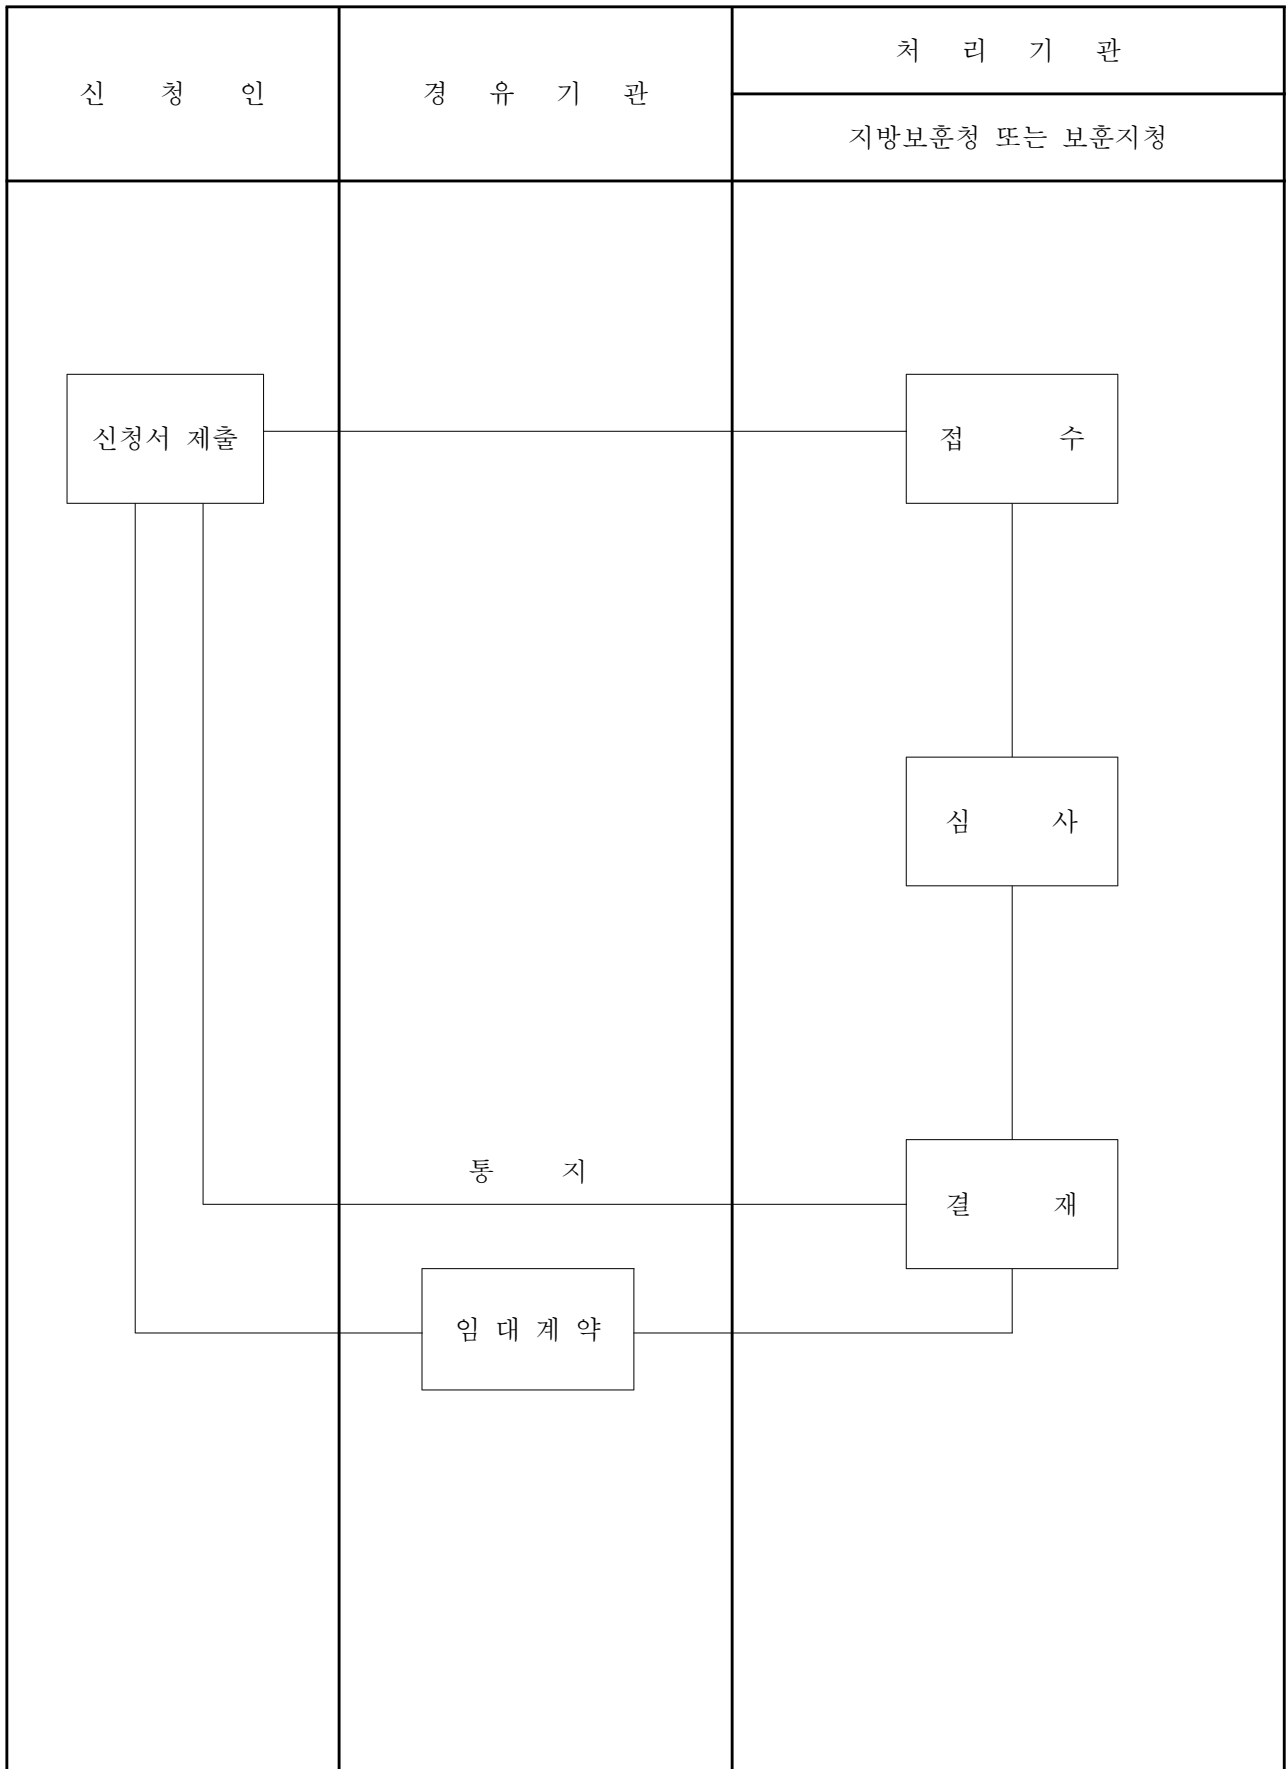 신 청 인
경 유 기 관
처 리 기 관
지방보훈청 또는 보훈지청
신청서 제출
접 수
심 사
통 지
결 재
임 대 계 약